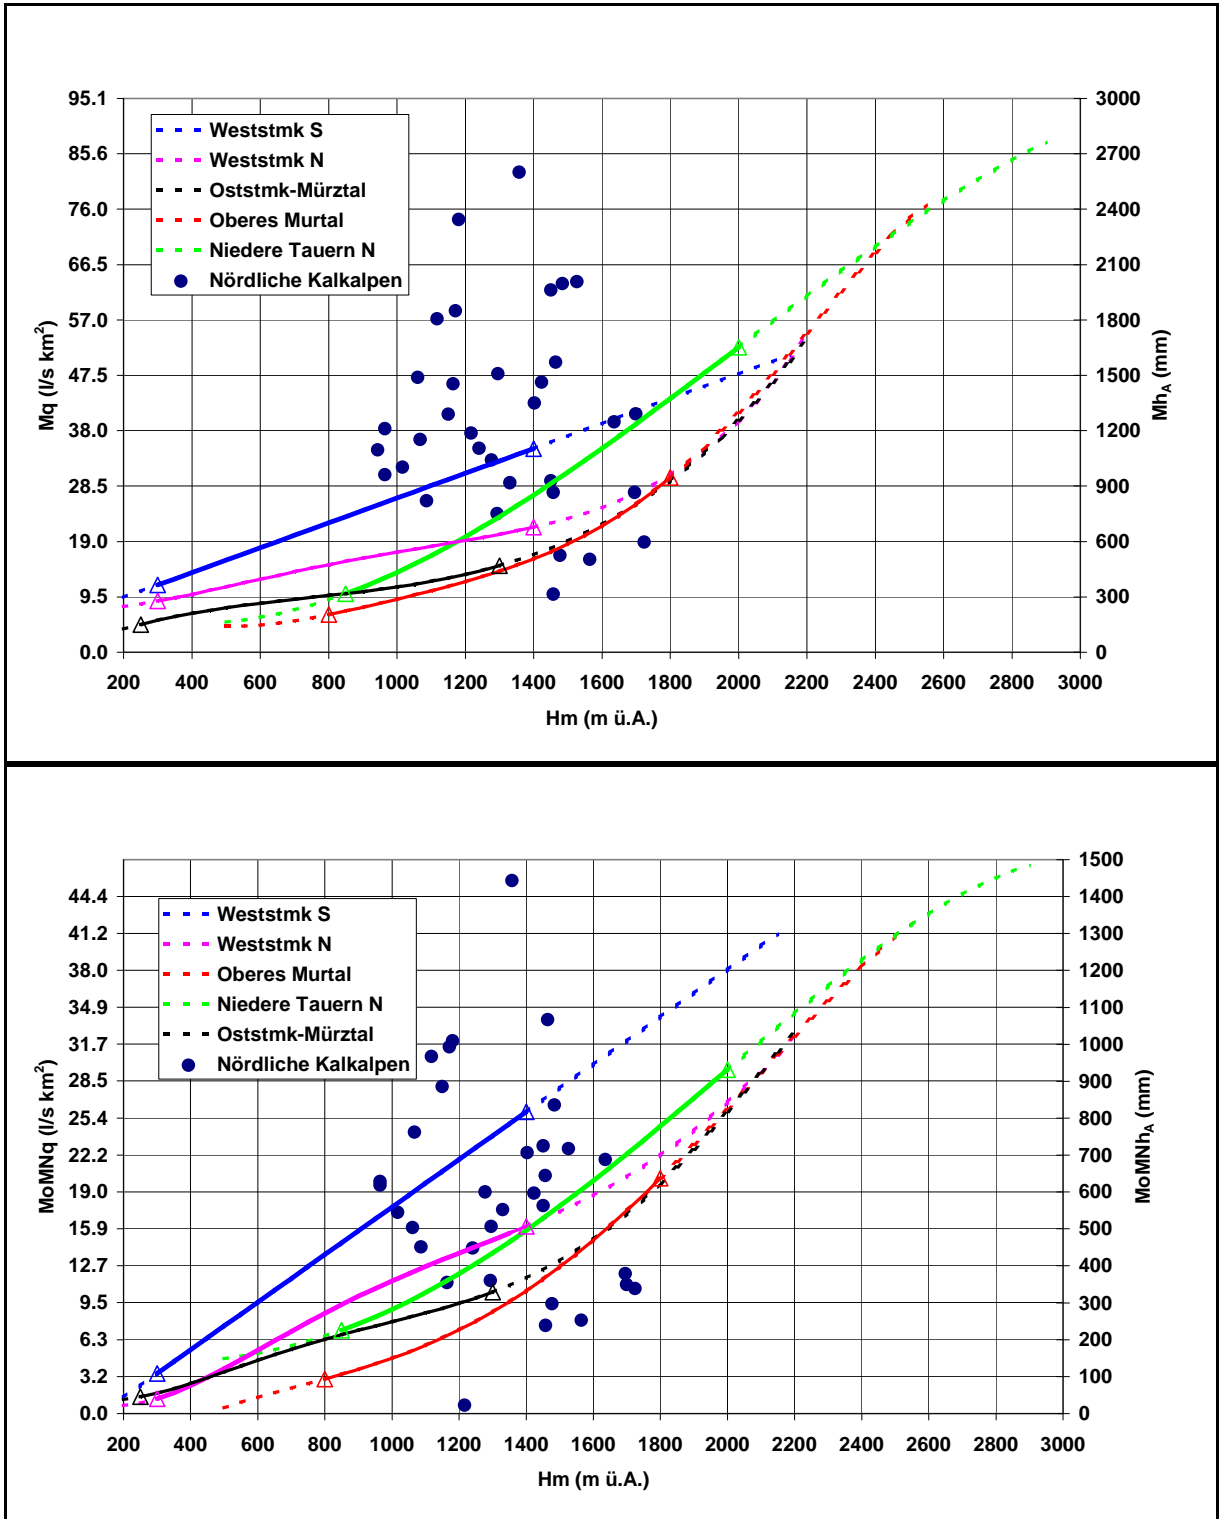 95.1
85.6
76.0
66.5
57.0
47.5
38.0
28.5
19.0
9.5
0.0
Mq (l/s km²)
Weststmk S
Weststmk N
Oststmk-Mürztal
Oberes Murtal
Niedere Tauern N
Nördliche Kalkalpen
3000
2700
2400
2100
1800
1500
1200
900
600
300
0
MhA (mm)
200 400 600 800 1000 1200 1400 1600 1800 2000 2200 2400 2600 2800 3000
Hm (m ü.A.)
44.4
41.2
38.0
34.9
31.7
28.5
25.4
22.2
19.0
15.9
12.7
9.5
6.3
3.2
0.0
MoMNq (l/s km²)
Weststmk S
Weststmk N
Oberes Murtal
Niedere Tauern N
Oststmk-Mürztal
Nördliche Kalkalpen
1500
1400
1300
1200
1100
1000
900
800
700
600
500
400
300
200
100
0
MoMNhA (mm)
200 400 600 800 1000 1200 1400 1600 1800 2000 2200 2400 2600 2800 3000
Hm (m ü.A.)